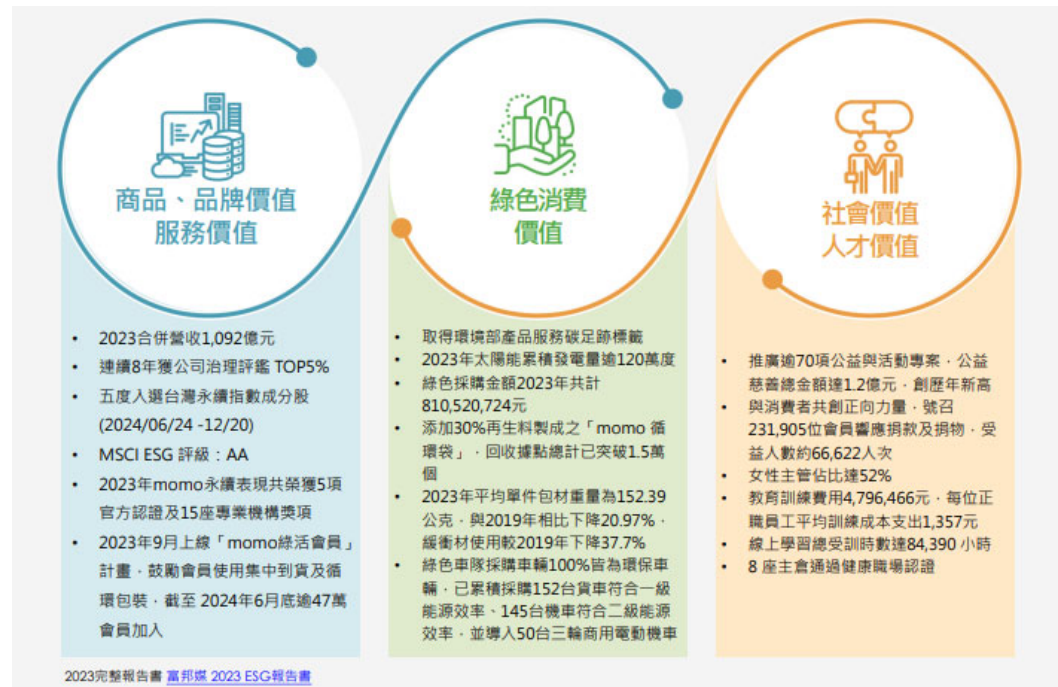 商品、品牌價值
服務價值
• 2023合併營收1,092億元
• 連續8年獲公司治理評鑑 TOP5%
• 五度入選台灣永續指數成分股
(2024/06/24 -12/20)
• MSCI ESG 評級：AA
• 2023年momo永續表現共榮獲5項
官方認證及15座專業機構獎項
• 2023年9月上線「momo綠活會員」
計畫，鼓勵會員使用集中到貨及循
環包裝，截至 2024年6月底逾47萬
會員加入
綠色消費
價值
• 取得環境部產品服務碳足跡標籤
• 2023年太陽能累積發電量逾120萬度
• 綠色採購金額2023年共計
810,520,724元
• 添加30%再生料製成之「momo 循
環袋」，回收據點總計已突破1.5萬
個
• 2023年平均單件包材重量為152.39
公克，與2019年相比下降20.97%，
緩衝材使用較2019年下降37.7%
• 綠色車隊採購車輛100%皆為環保車
輛，已累積採購152台貨車符合一級
能源效率、145台機車符合二級能源
效率，並導入50台三輪商用電動機車
社會價值
人才價值
• 推廣逾70項公益與活動專案，公益
慈善總金額達1.2億元，創歷年新高
• 與消費者共創正向力量，號召
231,905位會員響應捐款及捐物，受
益人數約66,622人次
• 女性主管佔比達52%
• 教育訓練費用4,796,466元，每位正
職員工平均訓練成本支出1,357元
• 線上學習總受訓時數達84,390 小時
• 8 座主倉通過健康職場認證
2023完整報告書 富邦媒 2023 ESG報告書